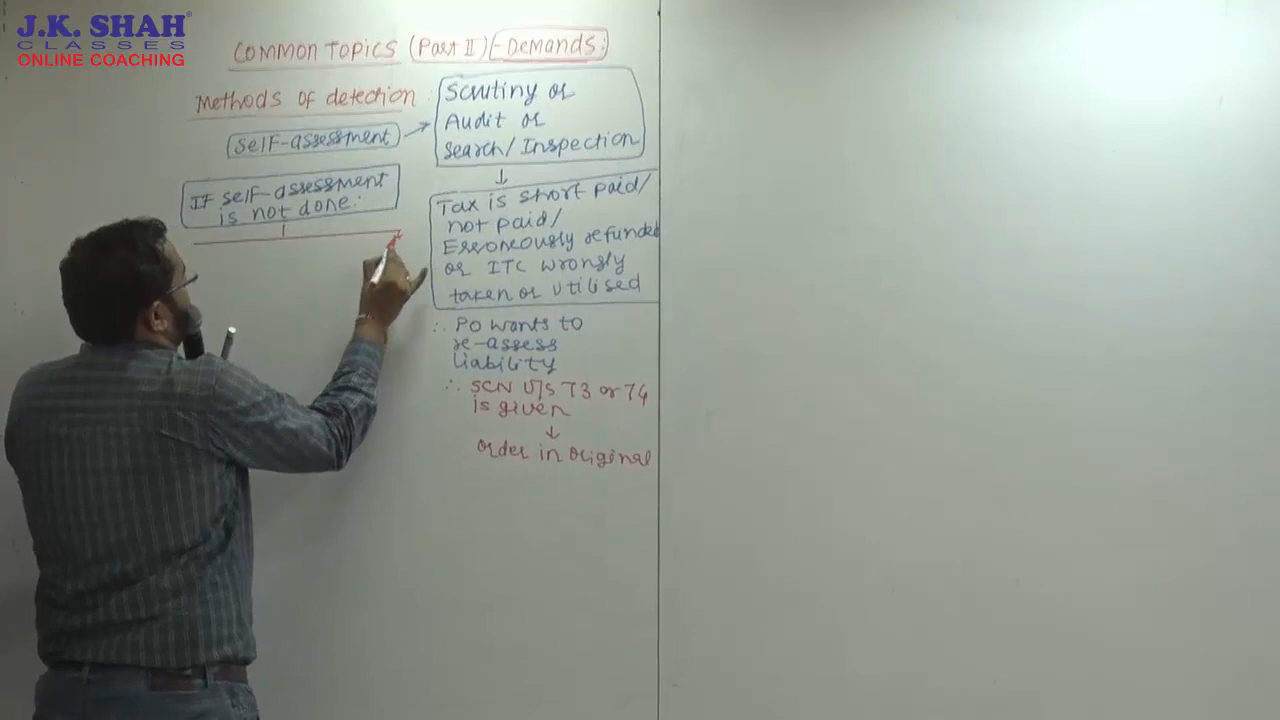 J.K. SHAH®
CLASSES
ONLINE COACHING
COMMON TOPICS (Part II) - Demands:
Methods of detection :
self-assessment
Scrutiny or
Audit or
search / Inspection
If self-assessment
is not done:
Tax is short paid/
not paid/
Erroneously refunded
or ITC wrongly
taken or utilised
∴ PO wants to
re-assess
liability
∴ SCN U/s 73 or 74
is given
order in original